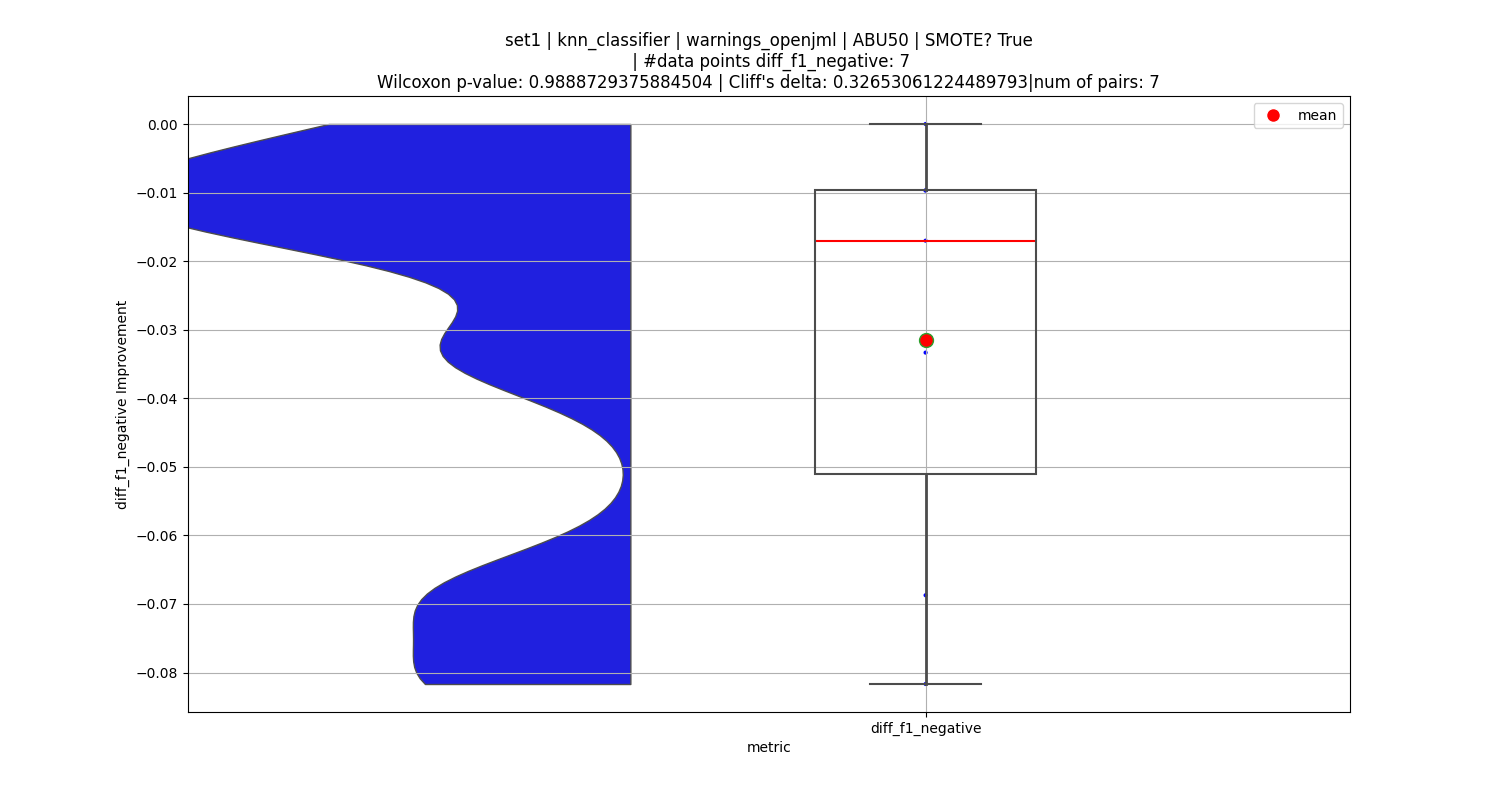 set1 | knn_classifier | warnings_openjml | ABU50 | SMOTE? True
| #data points diff_f1_negative: 7
Wilcoxon p-value: 0.9888729375884504 | Cliff's delta: 0.32653061224489793|num of pairs: 7
mean
0.00
−0.01
−0.02
−0.03
−0.04
−0.05
−0.06
−0.07
−0.08
diff_f1_negative Improvement
diff_f1_negative
metric